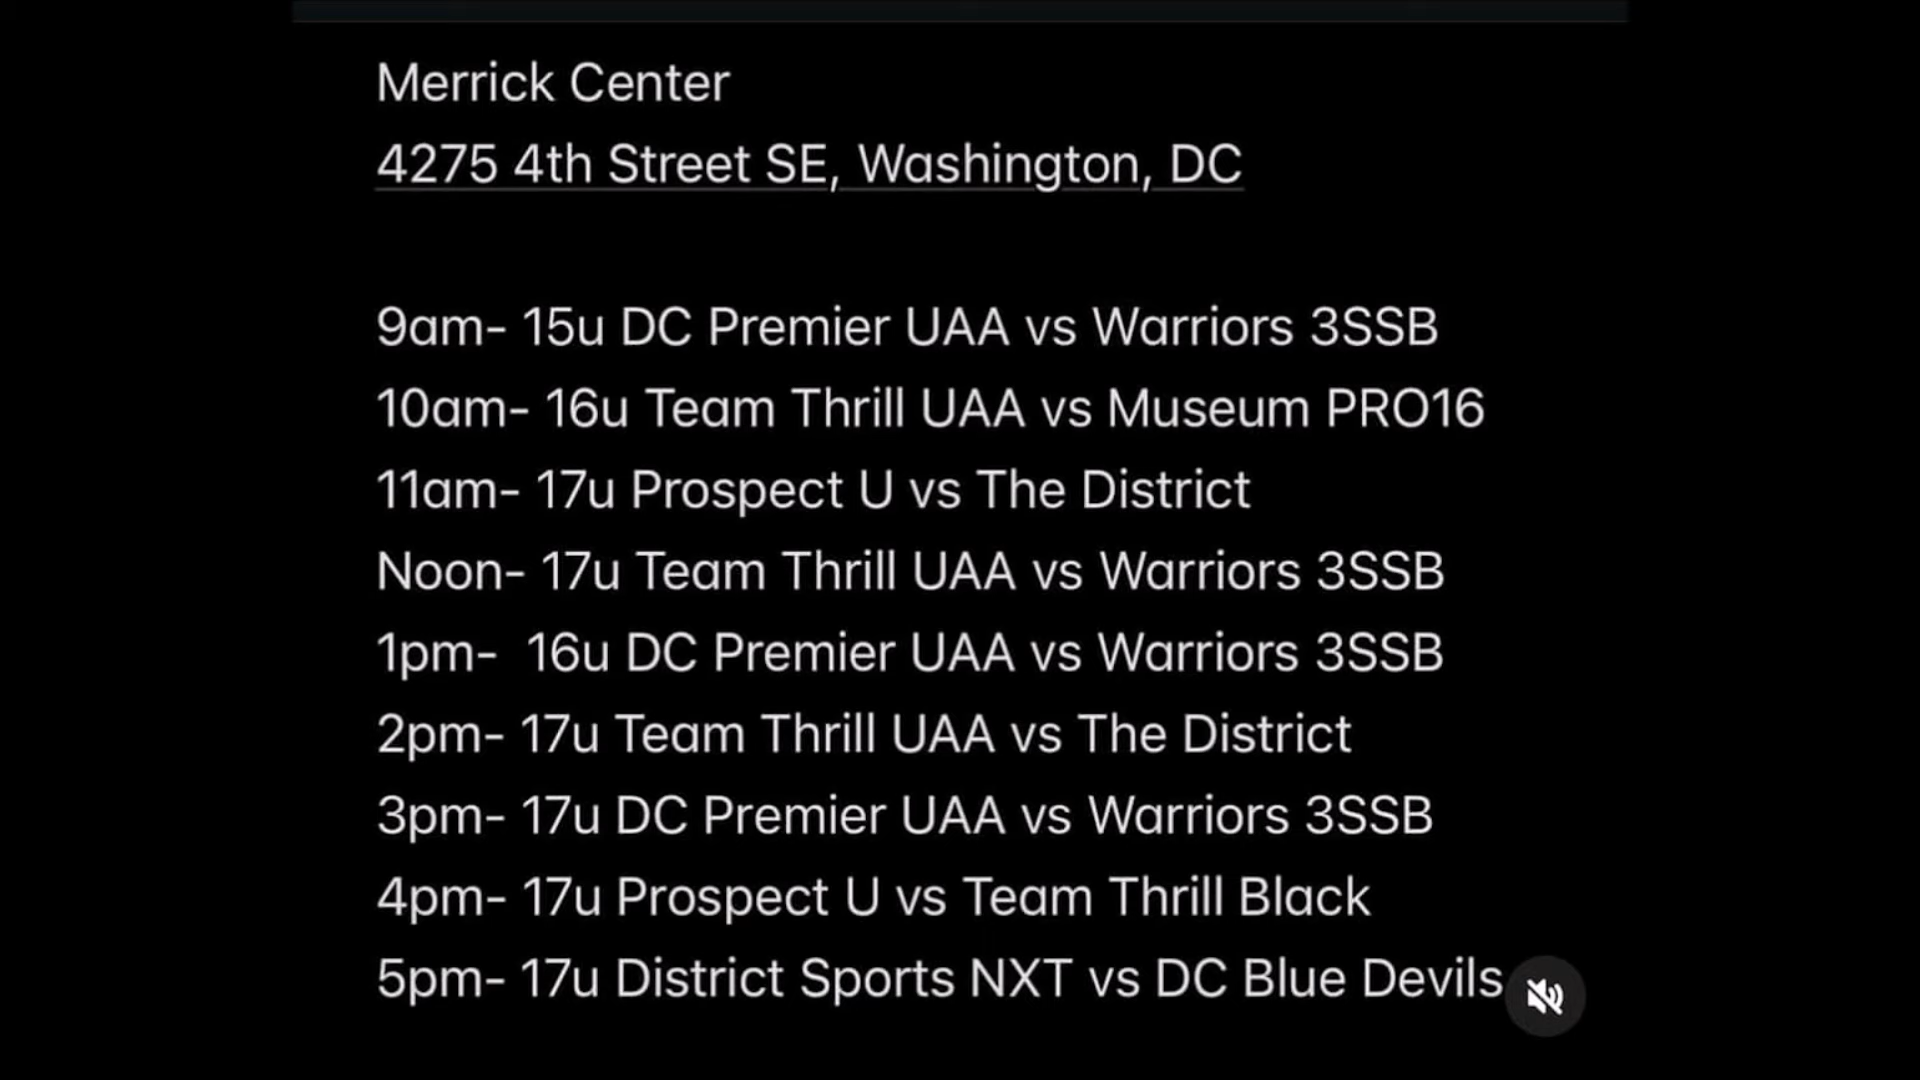 Merrick Center
4275 4th Street SE, Washington, DC
9am- 15u DC Premier UAA vs Warriors 3SSB
10am- 16u Team Thrill UAA vs Museum PRO16
11am- 17u Prospect U vs The District
Noon- 17u Team Thrill UAA vs Warriors 3SSB
1pm-  16u DC Premier UAA vs Warriors 3SSB
2pm- 17u Team Thrill UAA vs The District
3pm- 17u DC Premier UAA vs Warriors 3SSB
4pm- 17u Prospect U vs Team Thrill Black
5pm- 17u District Sports NXT vs DC Blue Devils